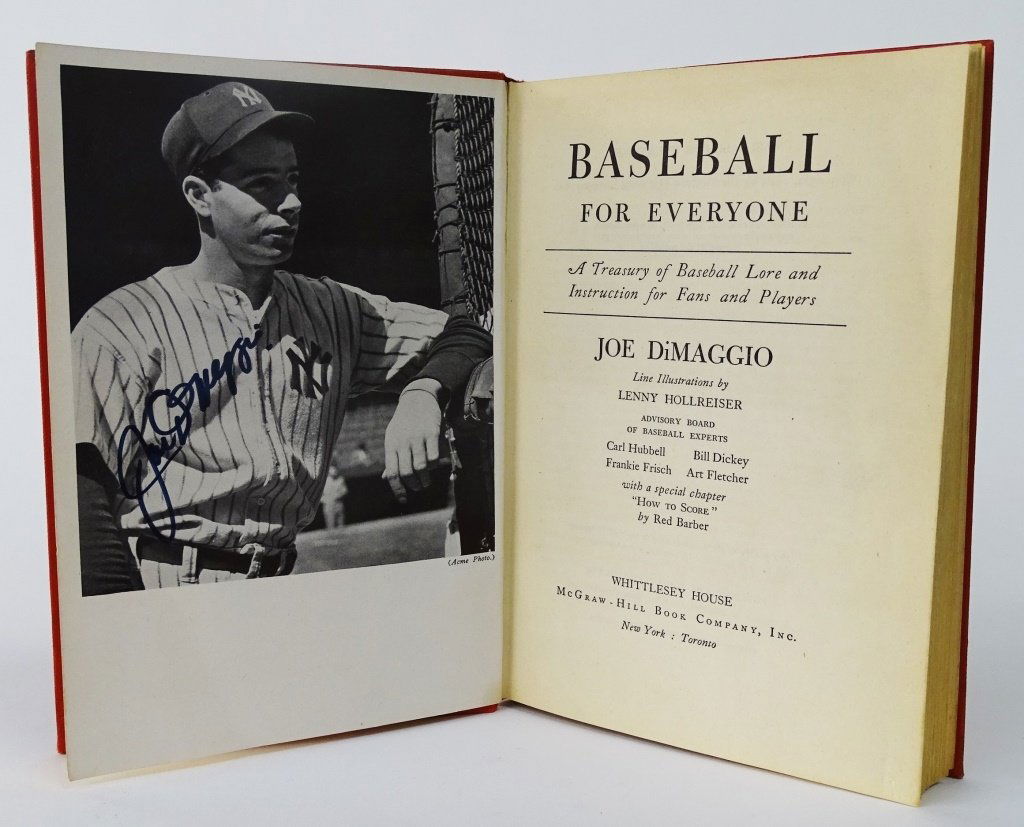 NY
NY
Joe DiMaggio
(Acme Photo.)
BASEBALL
FOR EVERYONE
A Treasury of Baseball Lore and
Instruction for Fans and Players
JOE DiMAGGIO
Line Illustrations by
LENNY HOLLREISER
ADVISORY BOARD
OF BASEBALL EXPERTS
Carl Hubbell Bill Dickey
Frankie Frisch Art Fletcher
with a special chapter
"HOW TO SCORE"
by Red Barber
WHITTLESEY HOUSE
MCGRAW-HILL BOOK COMPANY, INC.
New York : Toronto